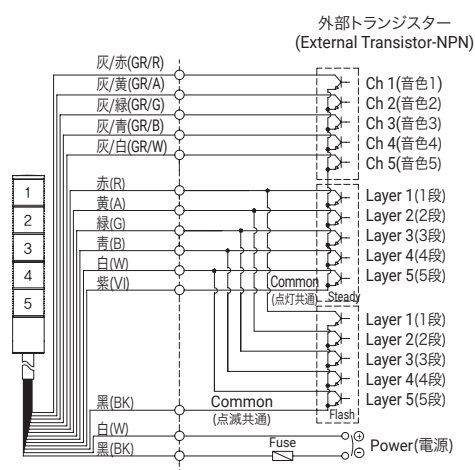 外部トランジスター
(External Transistor-NPN)
灰/赤(GR/R)
灰/黄(GR/A)
灰/緑(GR/G)
灰/青(GR/B)
灰/白(GR/W)
Ch 1(音色1)
Ch 2(音色2)
Ch 3(音色3)
Ch 4(音色4)
Ch 5(音色5)
1
2
3
4
5
赤(R)
黄(A)
緑(G)
青(B)
白(W)
紫(VI)
Layer 1(1段)
Layer 2(2段)
Layer 3(3段)
Layer 4(4段)
Layer 5(5段)
Common
(点灯共通)
Steady
Layer 1(1段)
Layer 2(2段)
Layer 3(3段)
Layer 4(4段)
Layer 5(5段)
Flash
黑(BK)
Common
(点滅共通)
白(W)
黑(BK)
Fuse
Power(電源)